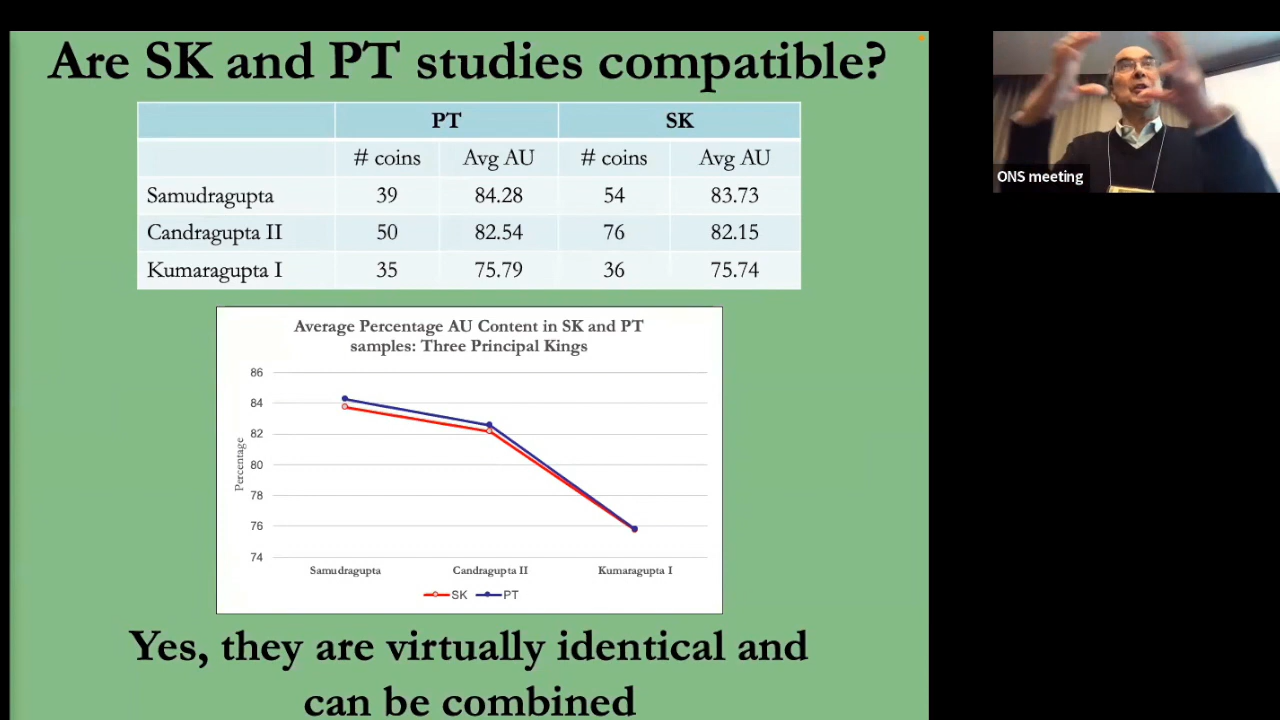 Are SK and PT studies compatible?
PT SK
# coins Avg AU # coins Avg AU
Samudragupta 39 84.28 54 83.73
Candragupta II 50 82.54 76 82.15
Kumaragupta I 35 75.79 36 75.74
Average Percentage AU Content in SK and PT
samples: Three Principal Kings
86
84
82
80
78
76
74
Percentage
Samudragupta Candragupta II Kumaragupta I
SK PT
Yes, they are virtually identical and
can be combined
ONS meeting